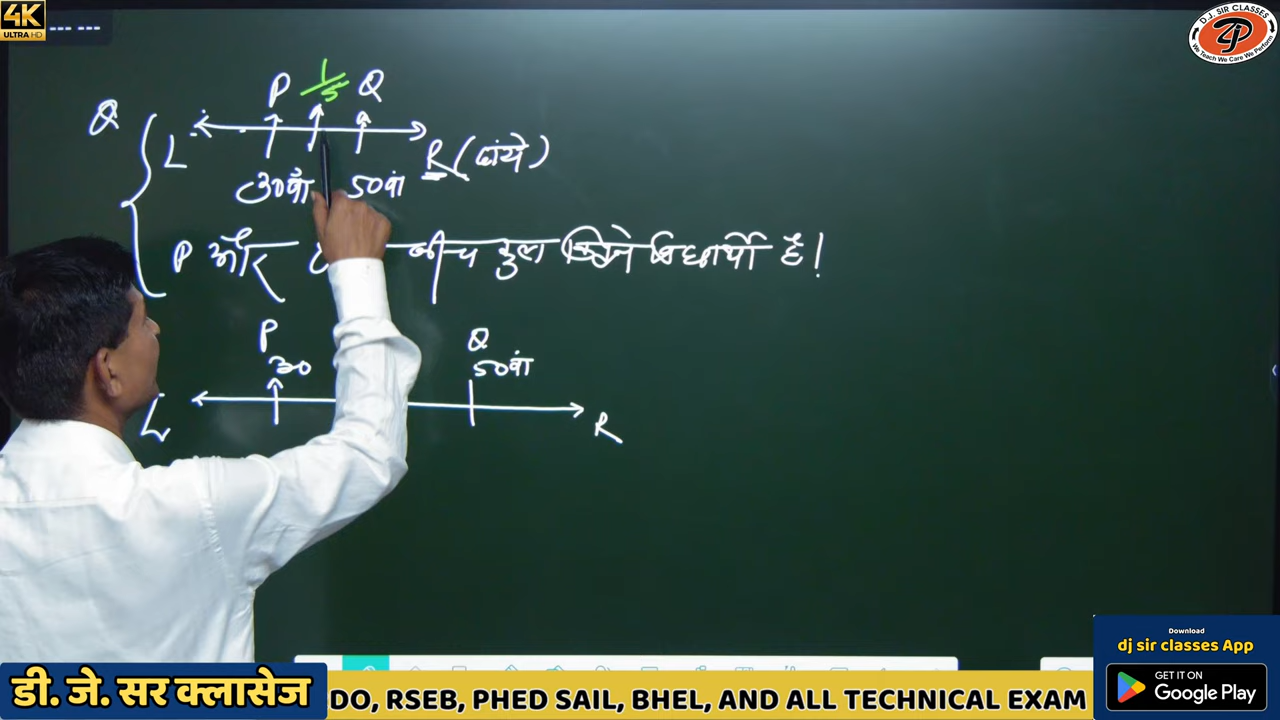 4K
ULTRA HD
D.J. SIR CLASSES
We Teach We Care We Perform
P 1/5 Q
Q
L R (दांये)
30वाँ 50वां
P और बीच कुल कितने विद्यार्थी है!
P Q
30 50वां
L R
Download
dj sir classes App
GET IT ON
Google Play
डी. जे. सर क्लासेज
DO, RSEB, PHED SAIL, BHEL, AND ALL TECHNICAL EXAM